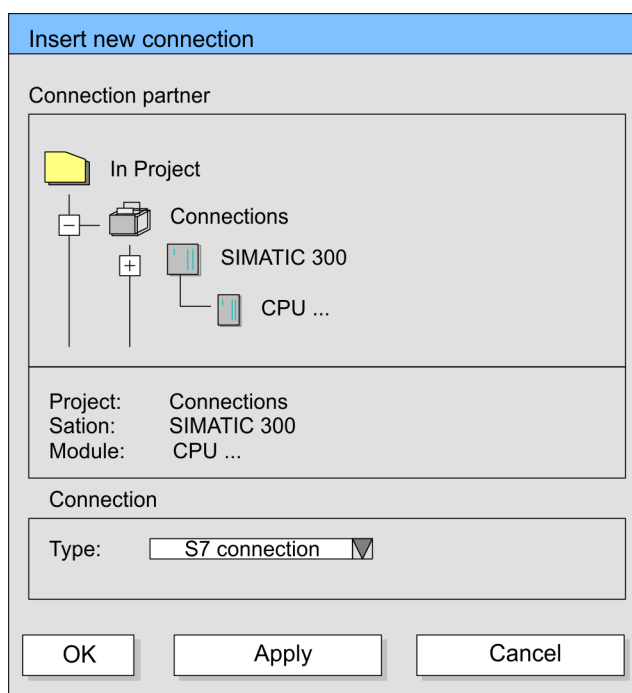 Insert new connection
Connection partner
In Project
Connections
SIMATIC 300
CPU ...
Project: Connections
Sation: SIMATIC 300
Module: CPU ...
Connection
Type: S7 connection
OK Apply Cancel